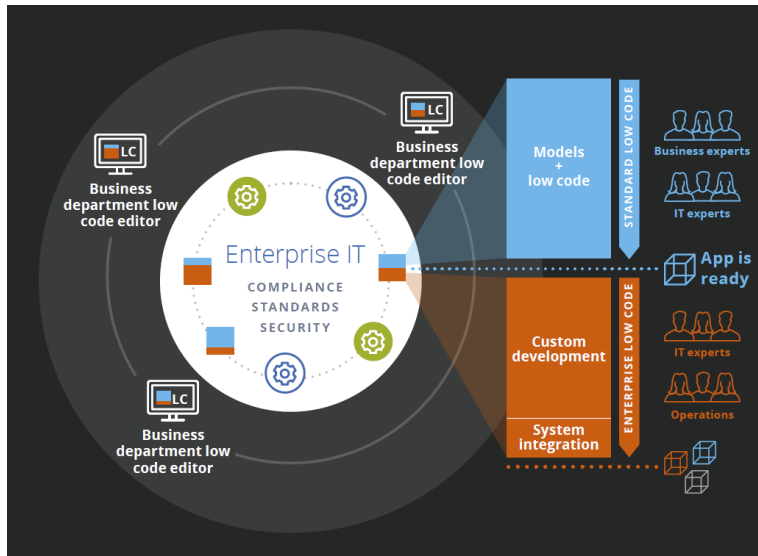 LC
Business
department low
code editor
LC
Business
department low
code editor
LC
Business
department low
code editor
Enterprise IT
COMPLIANCE
STANDARDS
SECURITY
Models
+
low code
STANDARD LOW CODE
Business experts
IT experts
App is
ready
Custom
development
System
integration
ENTERPRISE LOW CODE
IT experts
Operations